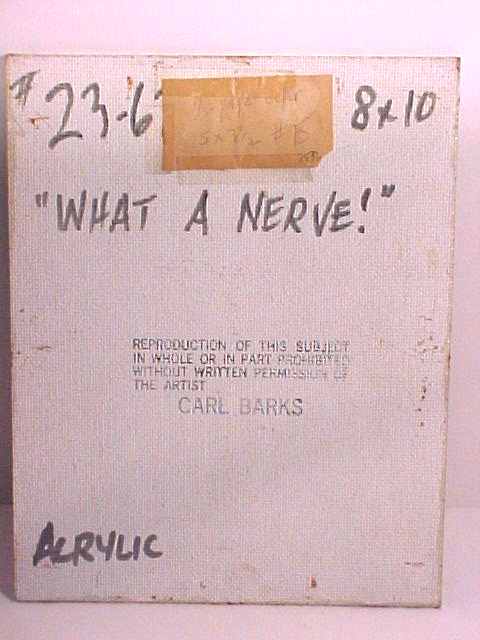 # 23-6 8x10
"WHAT A NERVE!"
REPRODUCTION OF THIS SUBJECT
IN WHOLE OR IN PART PROHIBITED
WITHOUT WRITTEN PERMISSION OF
THE ARTIST
CARL BARKS
ACRYLIC